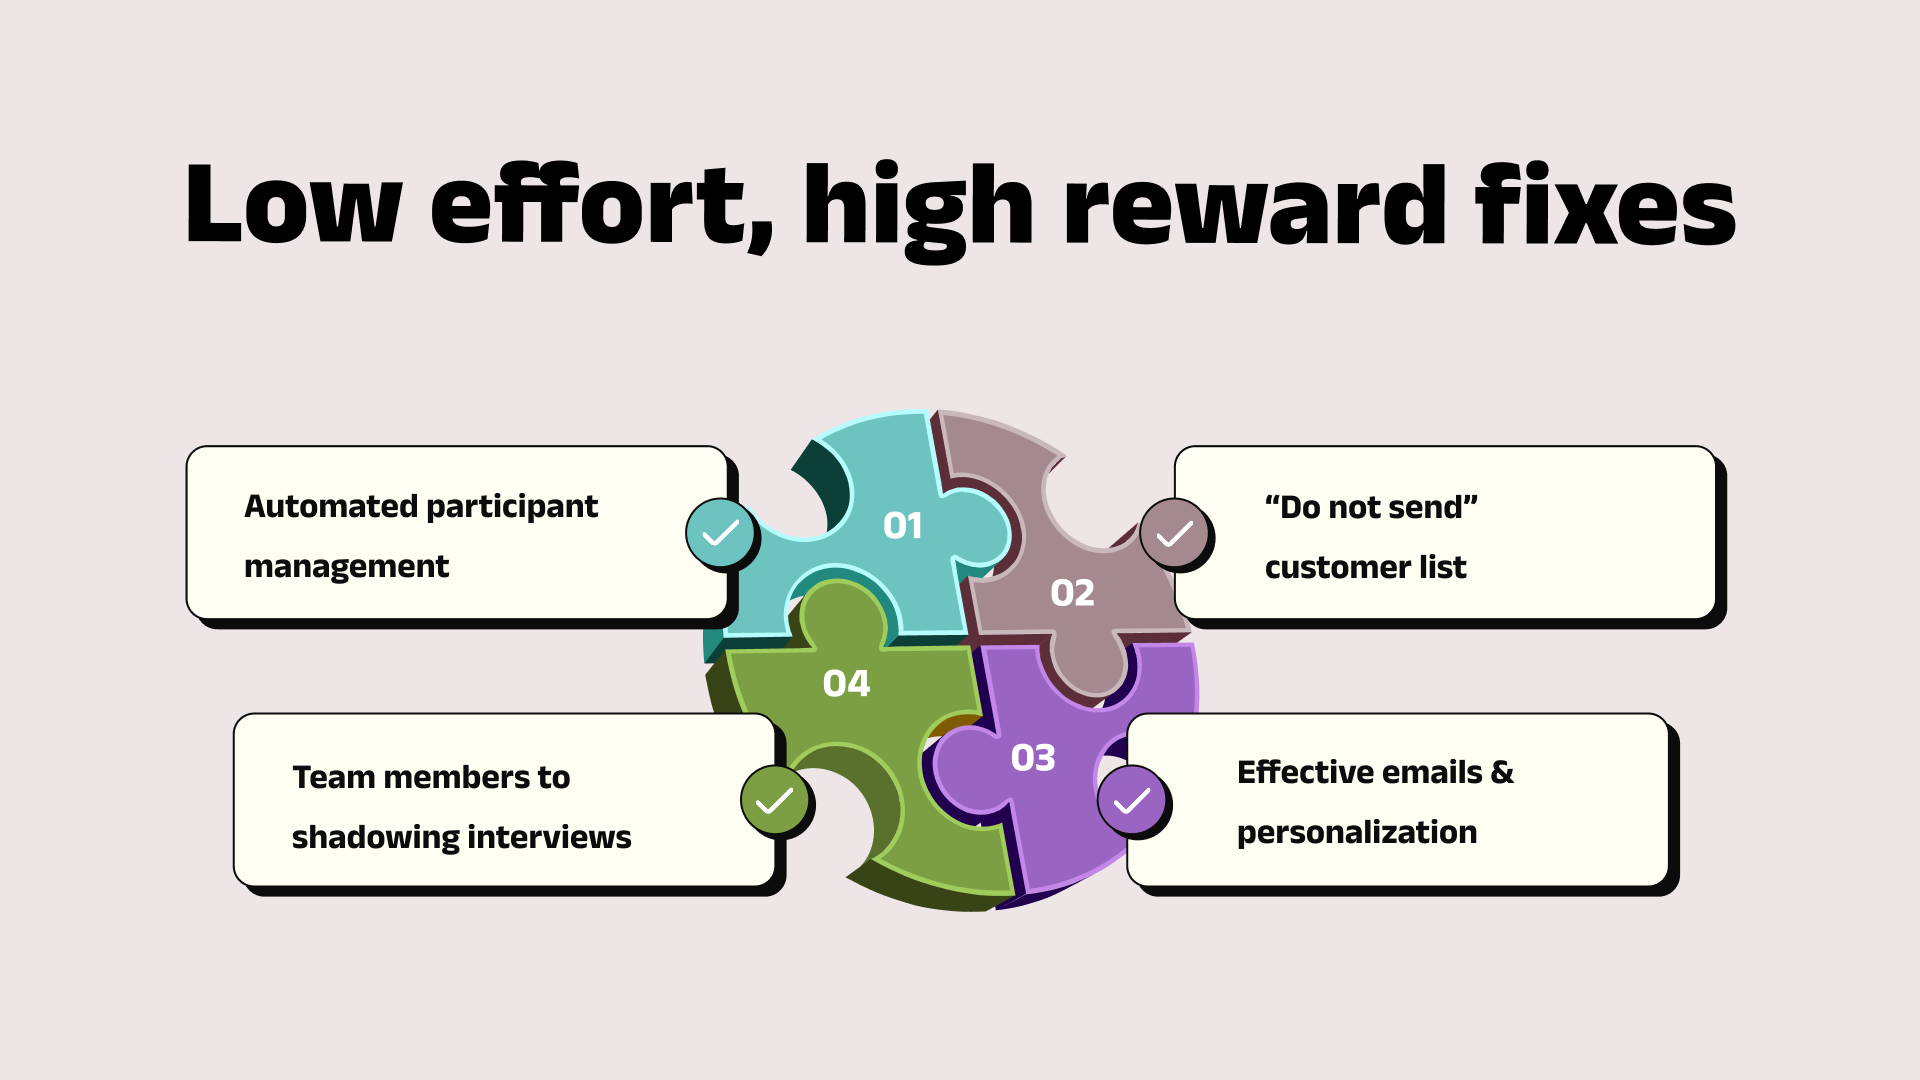 Low effort, high reward fixes
Automated participant
management
01
02
“Do not send”
customer list
04
03
Team members to
shadowing interviews
Effective emails &
personalization